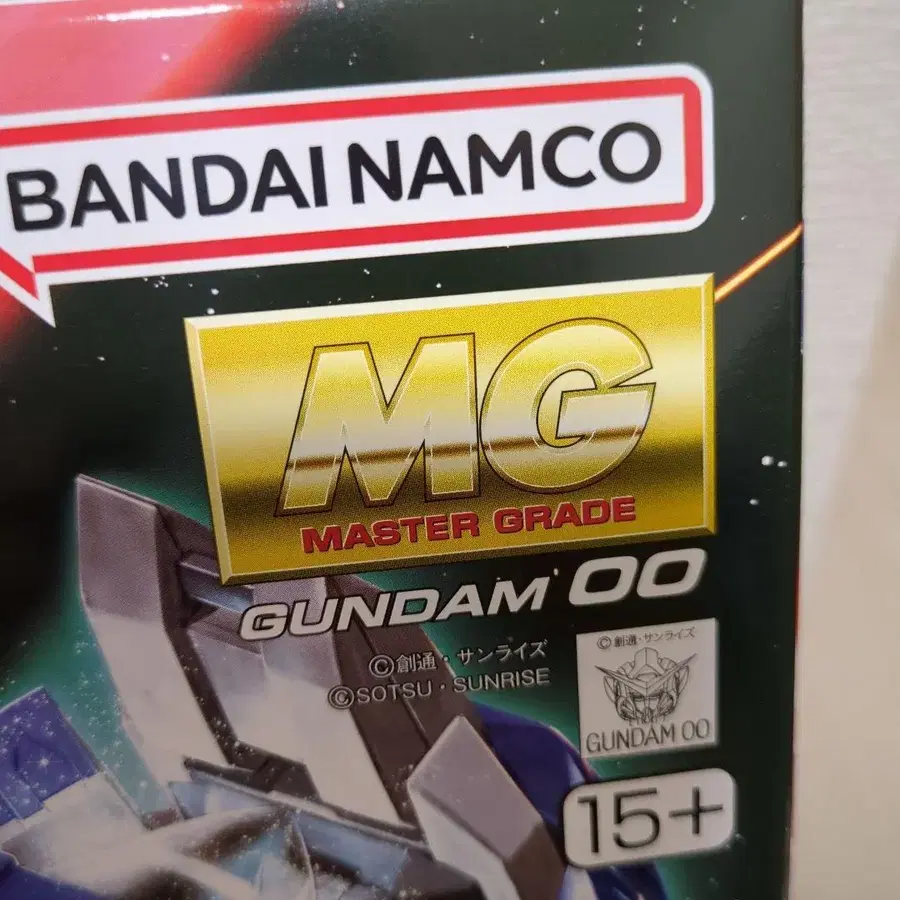 BANDAI NAMCO
MG
MASTER GRADE
GUNDAM 00
©創通・サンライズ
©SOTSU・SUNRISE
©創通・サンライズ
GUNDAM 00
15+